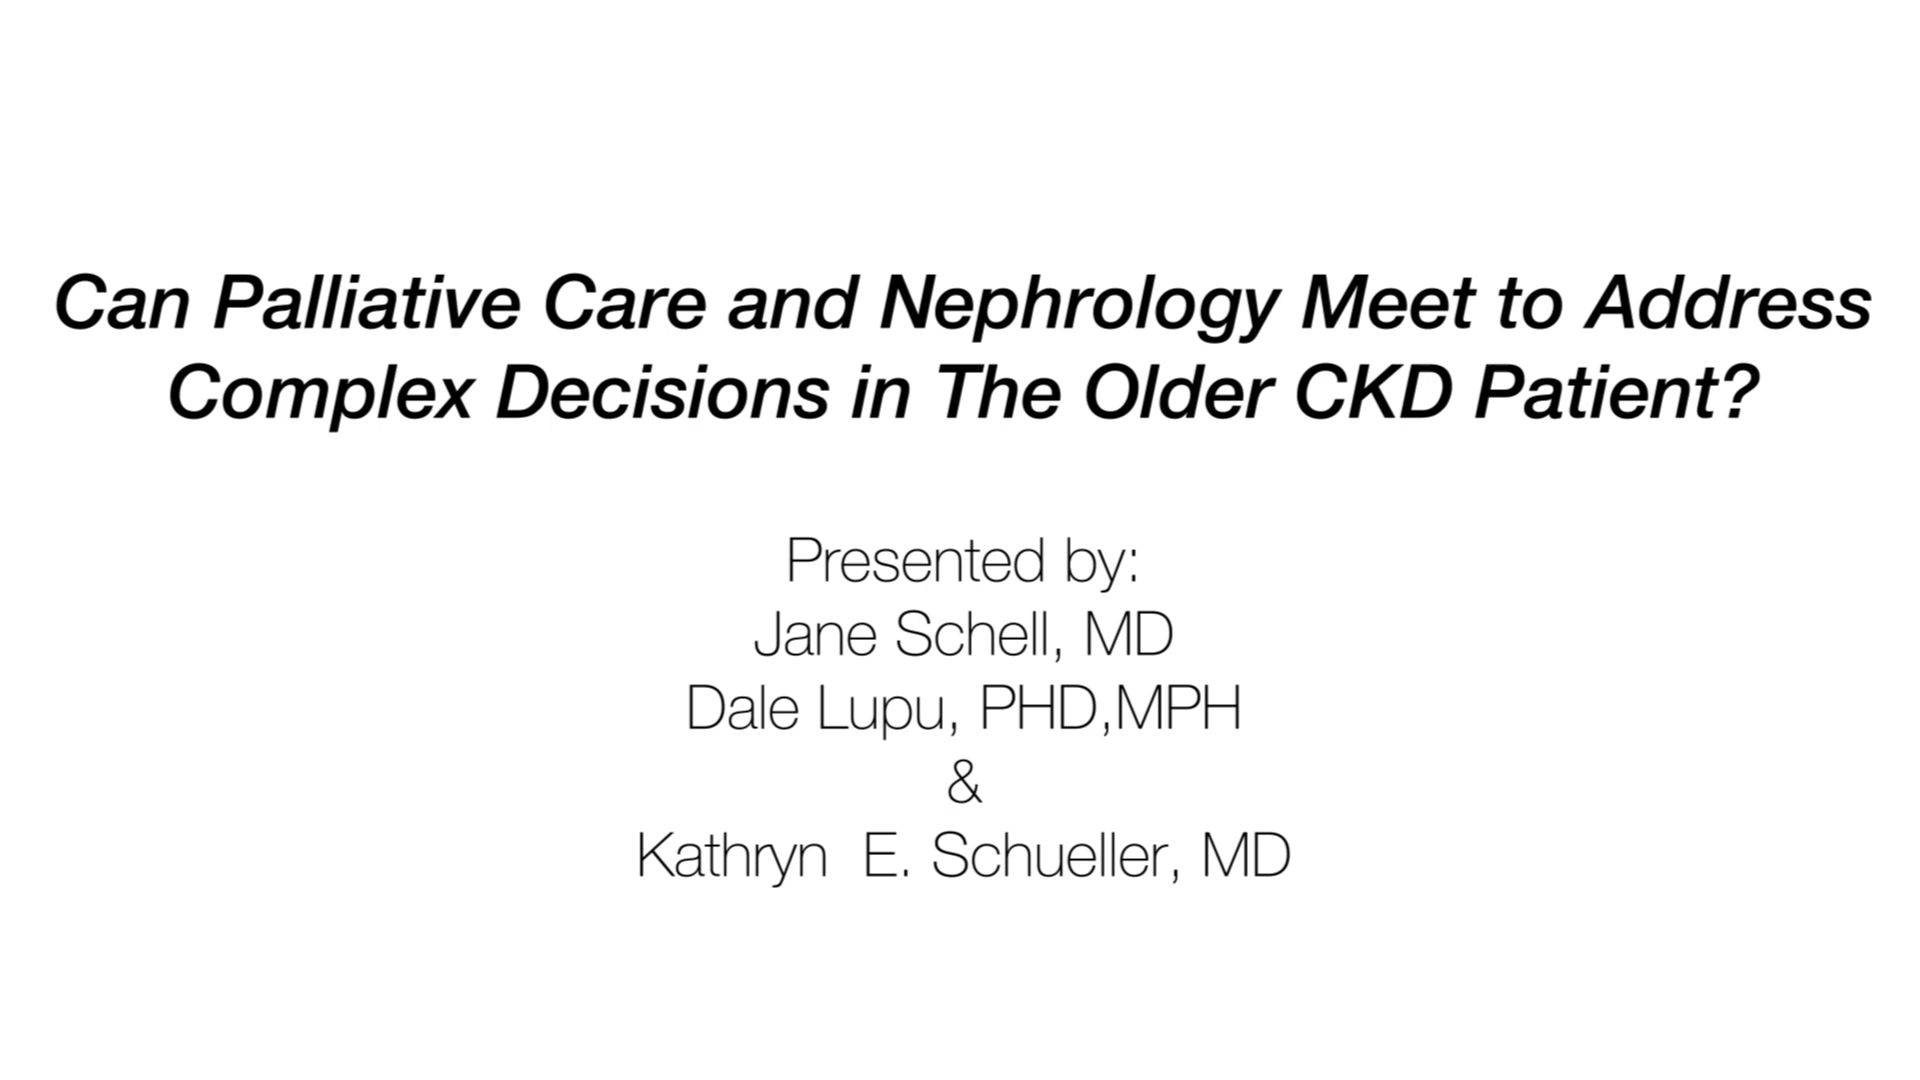 Can Palliative Care and Nephrology Meet to Address
Complex Decisions in The Older CKD Patient?
Presented by:
Jane Schell, MD
Dale Lupu, PHD,MPH
&
Kathryn  E. Schueller, MD